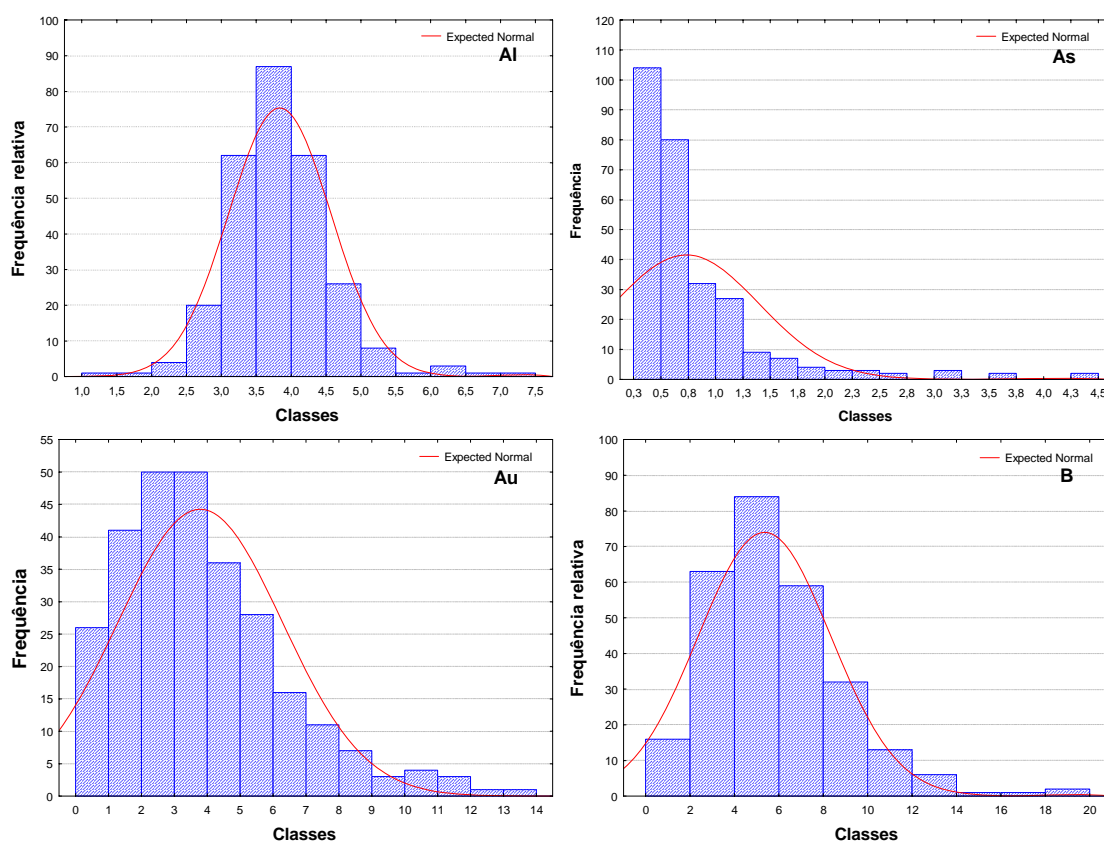 Expected Normal
Al
Frequência relativa
100
90
80
70
60
50
40
30
20
10
0
1,0 1,5 2,0 2,5 3,0 3,5 4,0 4,5 5,0 5,5 6,0 6,5 7,0 7,5
Classes
Expected Normal
As
Frequência
120
110
100
90
80
70
60
50
40
30
20
10
0
0,3 0,5 0,8 1,0 1,3 1,5 1,8 2,0 2,3 2,5 2,8 3,0 3,3 3,5 3,8 4,0 4,3 4,5
Classes
Expected Normal
Au
Frequência
55
50
45
40
35
30
25
20
15
10
5
0
0 1 2 3 4 5 6 7 8 9 10 11 12 13 14
Classes
Expected Normal
B
Frequência relativa
100
90
80
70
60
50
40
30
20
10
0
0 2 4 6 8 10 12 14 16 18 20
Classes